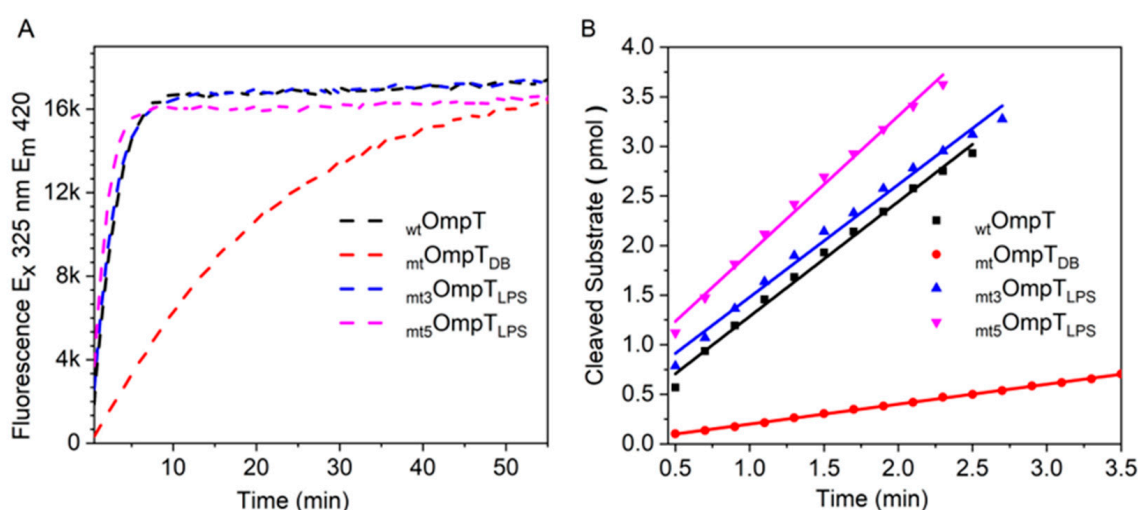 A
Fluorescence Ex 325 nm Em 420
16k
12k
8k
4k
0
10
20
30
40
50
Time (min)
wtOmpT
mtOmpTDB
mt3OmpTLPS
mt5OmpTLPS
B
Cleaved Substrate ( pmol )
4.0
3.5
3.0
2.5
2.0
1.5
1.0
0.5
0.0
0.5
1.0
1.5
2.0
2.5
3.0
3.5
Time (min)
wtOmpT
mtOmpTDB
mt3OmpTLPS
mt5OmpTLPS